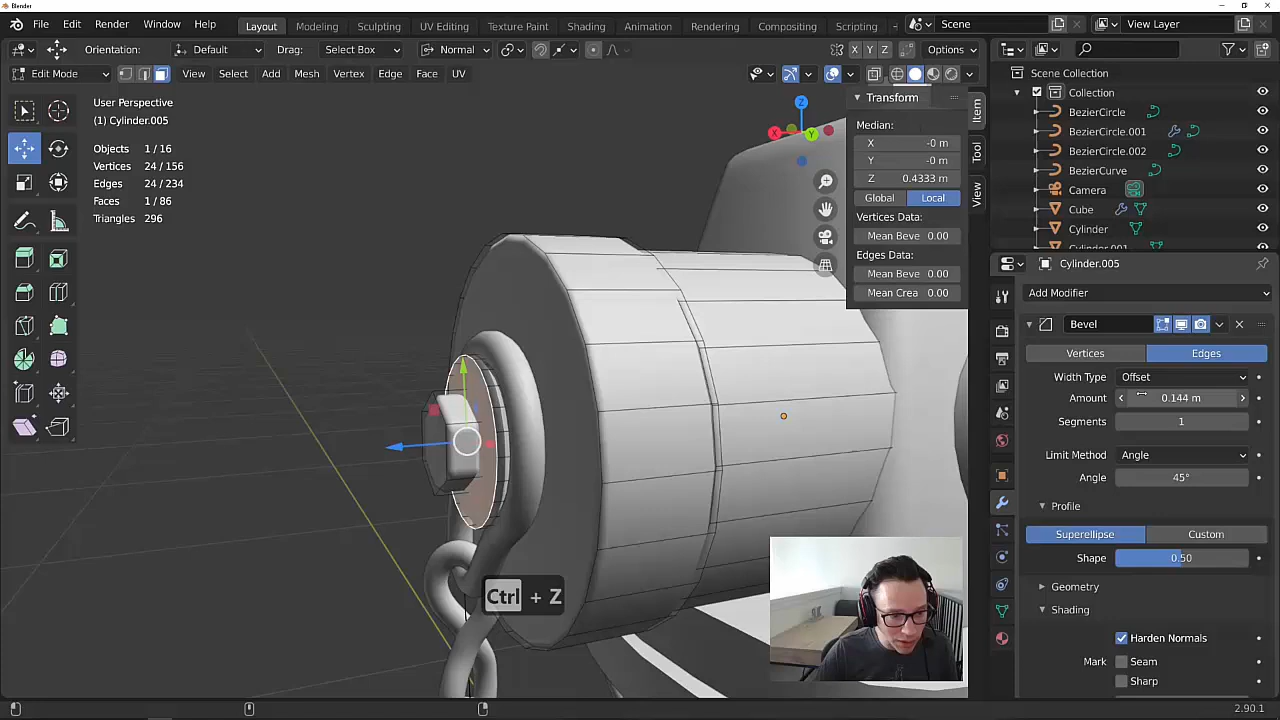 Blender
File Edit Render Window Help Layout Modeling Sculpting UV Editing Texture Paint Shading Animation Rendering Compositing Scripting Scene View Layer
Orientation: Default Drag: Select Box Normal X Y Z Options
Edit Mode View Select Add Mesh Vertex Edge Face UV
User Perspective
(1) Cylinder.005
Objects 1 / 16
Vertices 24 / 156
Edges 24 / 234
Faces 1 / 86
Triangles 296
Z
X
Y
Transform
Median:
X -0 m
Y -0 m
Z 0.4333 m
Global Local
Vertices Data:
Mean Beve 0.00
Edges Data:
Mean Beve 0.00
Mean Crea 0.00
Item
Tool
View
Ctrl + Z
Scene Collection
Collection
BezierCircle
BezierCircle.001
BezierCircle.002
BezierCurve
Camera
Cube
Cylinder
Cylinder.001
Cylinder.005
Add Modifier
Bevel
Vertices Edges
Width Type Offset
Amount 0.144 m
Segments 1
Limit Method Angle
Angle 45°
Profile
Superellipse Custom
Shape 0.50
Geometry
Shading
Harden Normals
Mark Seam
Sharp
2.90.1